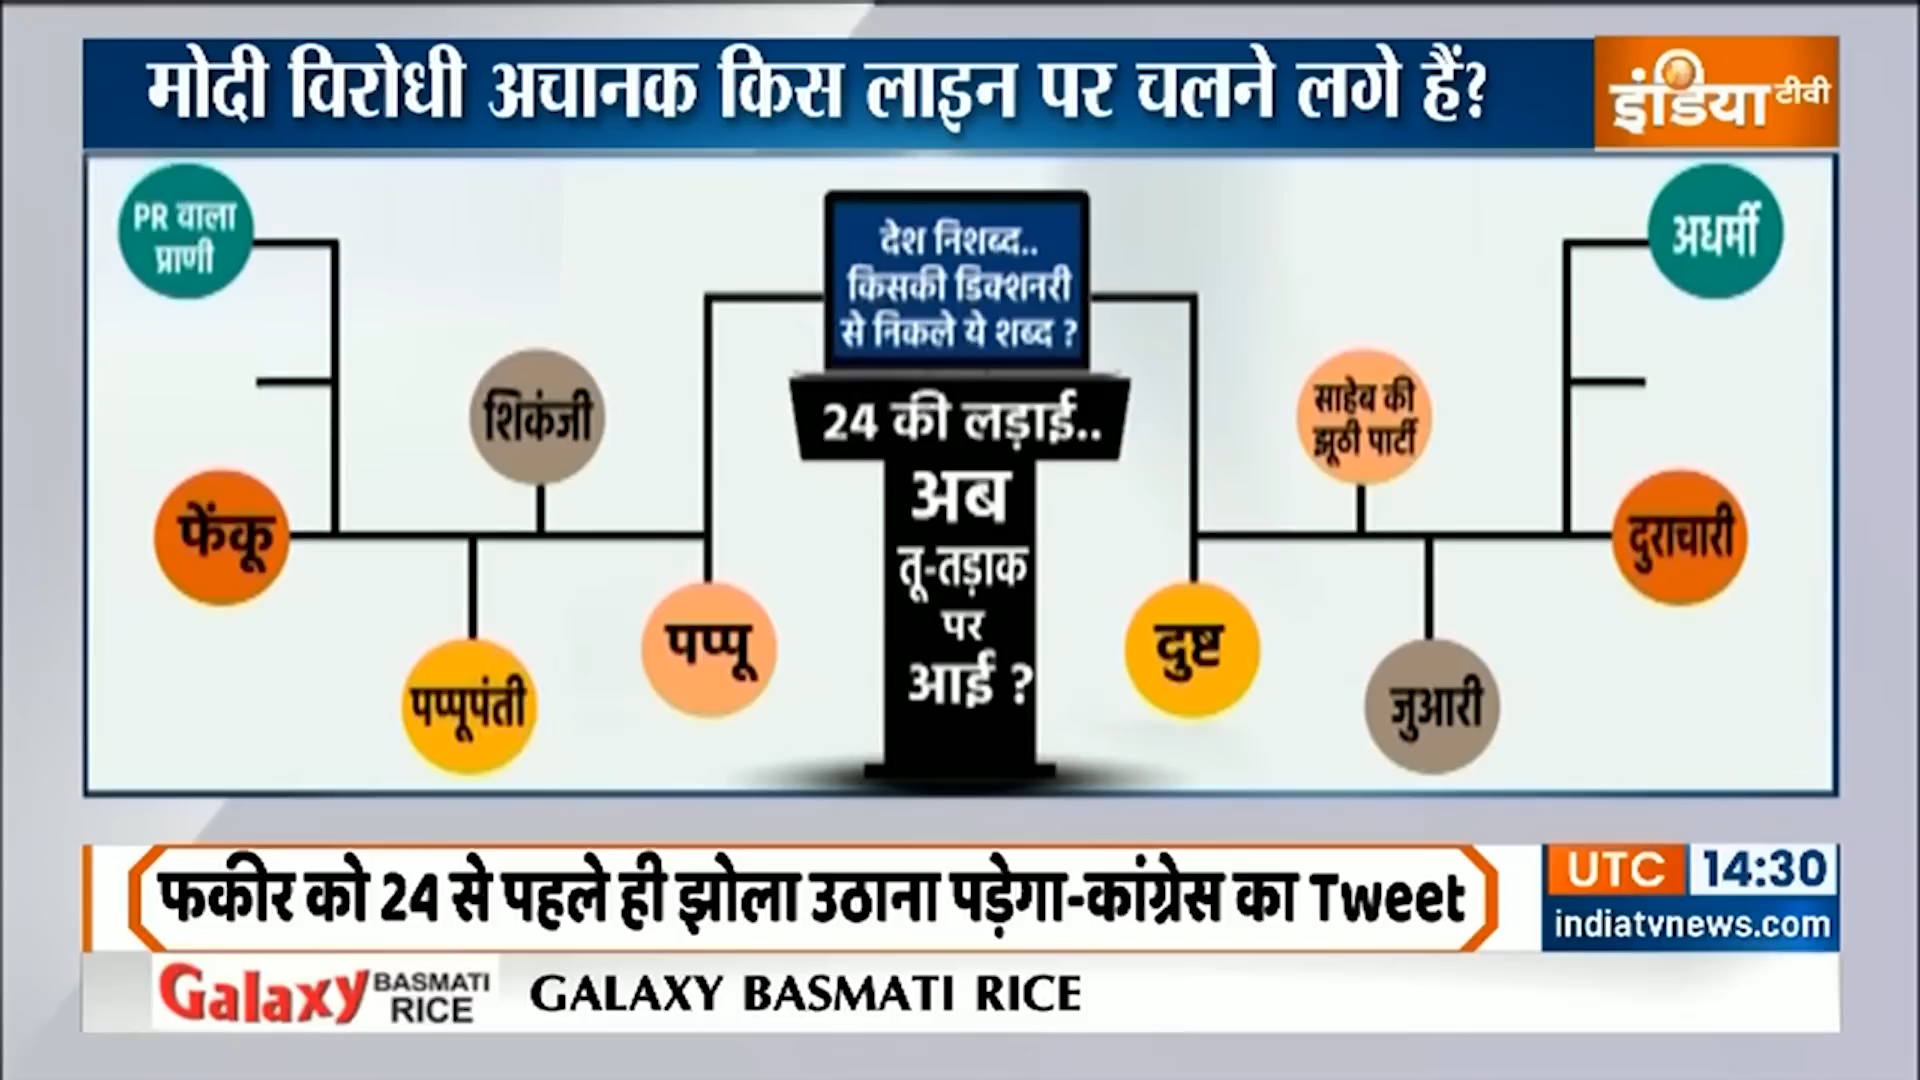 मोदी विरोधी अचानक किस लाइन पर चलने लगे हैं?
इंडिया टीवी
PR वाला
प्राणी
शिकंजी
फेंकू
पप्पूपंती
पप्पू
देश निशब्द..
किसकी डिक्शनरी
से निकले ये शब्द ?
24 की लड़ाई..
अब
तू-तड़ाक
पर
आई ?
अधर्मी
साहेब की
झूठी पार्टी
दुराचारी
दुष्ट
जुआरी
फकीर को 24 से पहले ही झोला उठाना पड़ेगा-कांग्रेस का Tweet
UTC 14:30
indiatvnews.com
Galaxy BASMATI
RICE
GALAXY BASMATI RICE